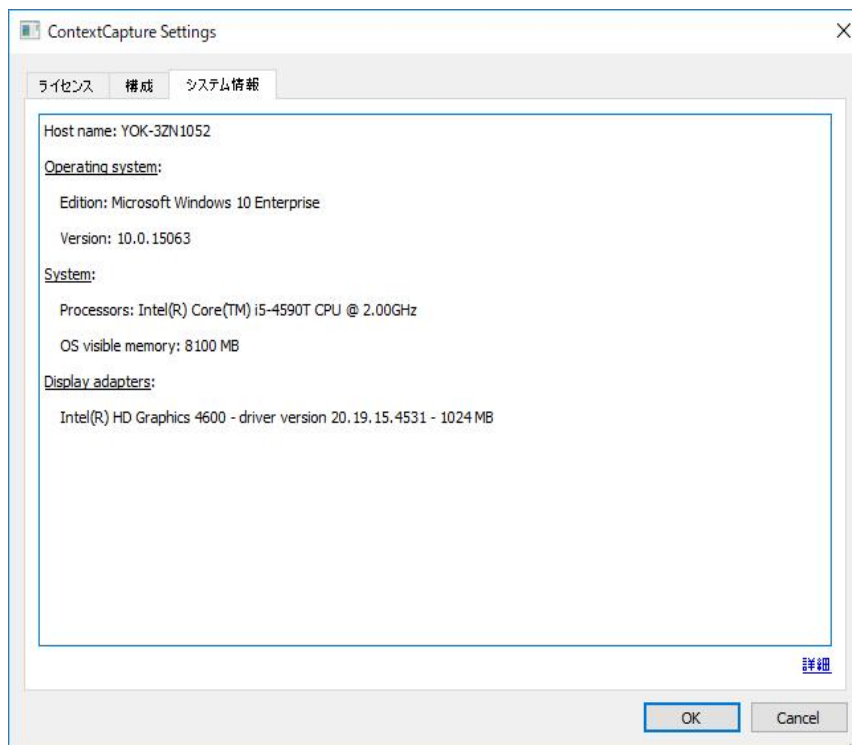 ContextCapture Settings
ライセンス 構成 システム情報
Host name: YOK-3ZN1052
Operating system:
Edition: Microsoft Windows 10 Enterprise
Version: 10.0.15063
System:
Processors: Intel(R) Core(TM) i5-4590T CPU @ 2.00GHz
OS visible memory: 8100 MB
Display adapters:
Intel(R) HD Graphics 4600 - driver version 20.19.15.4531 - 1024 MB
詳細
OK Cancel